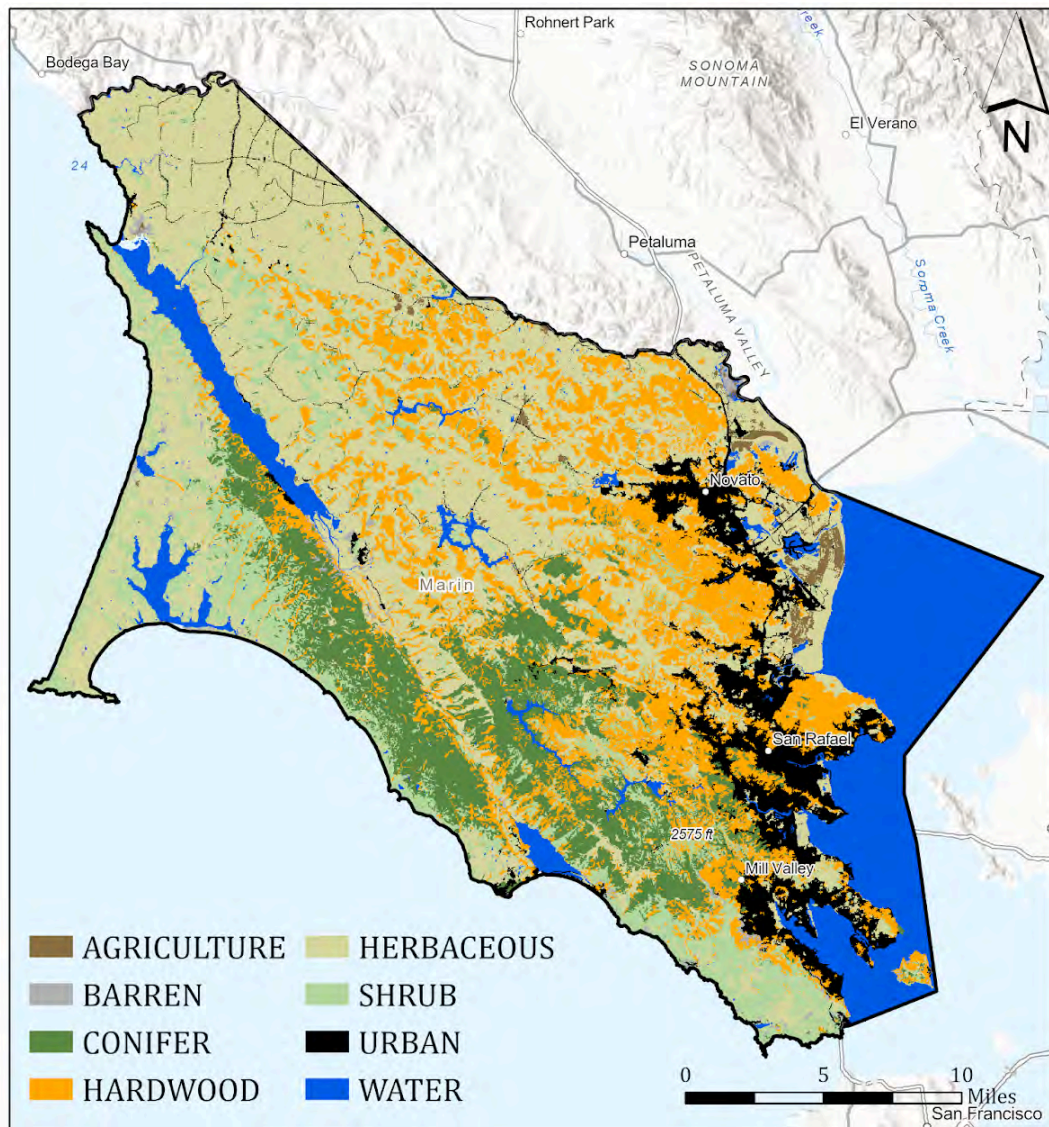 Rohnert Park
Creek
Bodega Bay
SONOMA
MOUNTAIN
El Verano
N
24
Petaluma
PETALUMA VALLEY
Sonoma Creek
Novato
Marin
San Rafael
2575 ft
Mill Valley
AGRICULTURE
HERBACEOUS
BARREN
SHRUB
CONIFER
URBAN
HARDWOOD
WATER
0 5 10
Miles
San Francisco